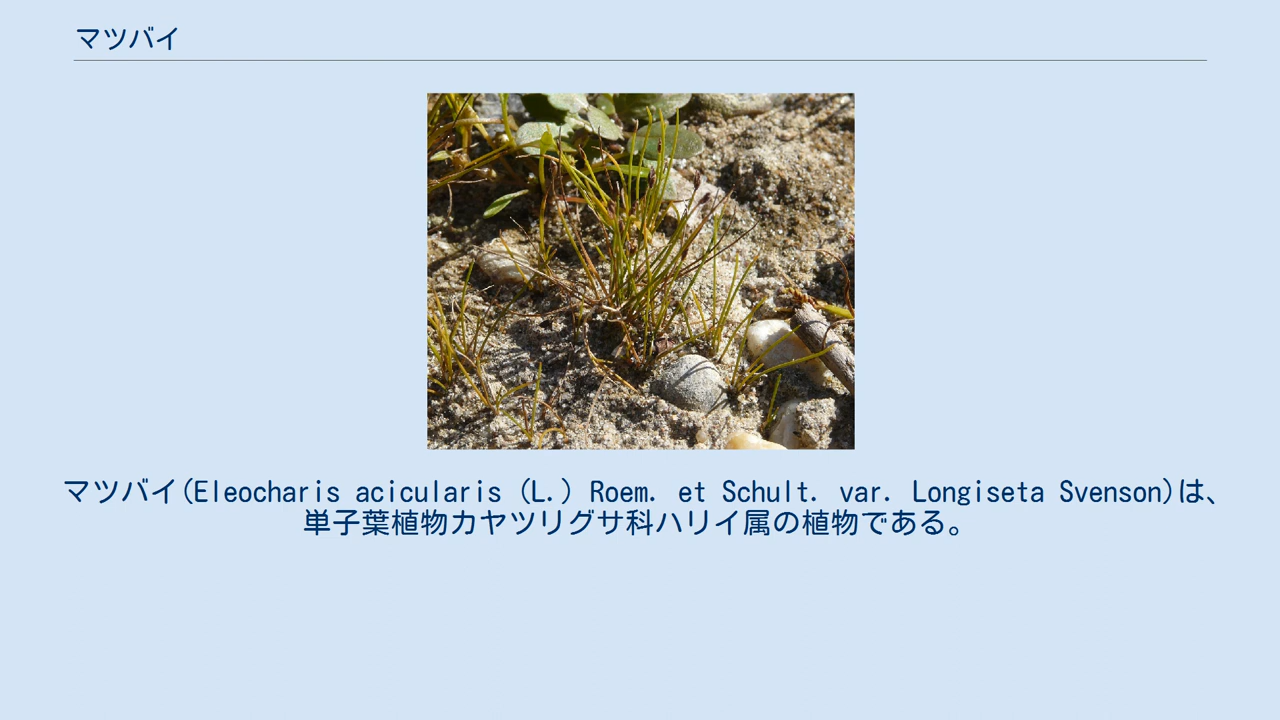 マツバイ
マツバイ(Eleocharis acicularis (L.) Roem. et Schult. var. Longiseta Svenson)は、
単子葉植物カヤツリグサ科ハリイ属の植物である。